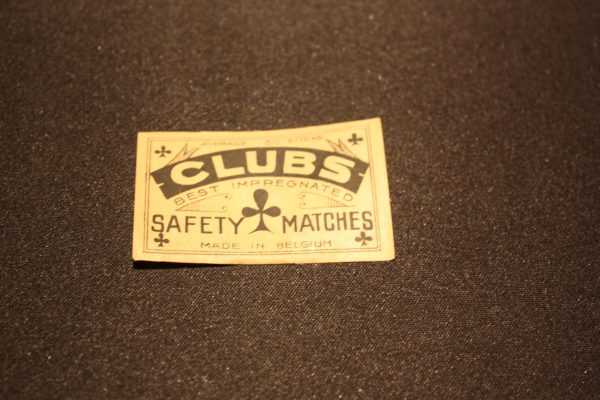 CLUBS
BEST IMPREGNATED
SAFETY MATCHES
MADE IN BELGIUM